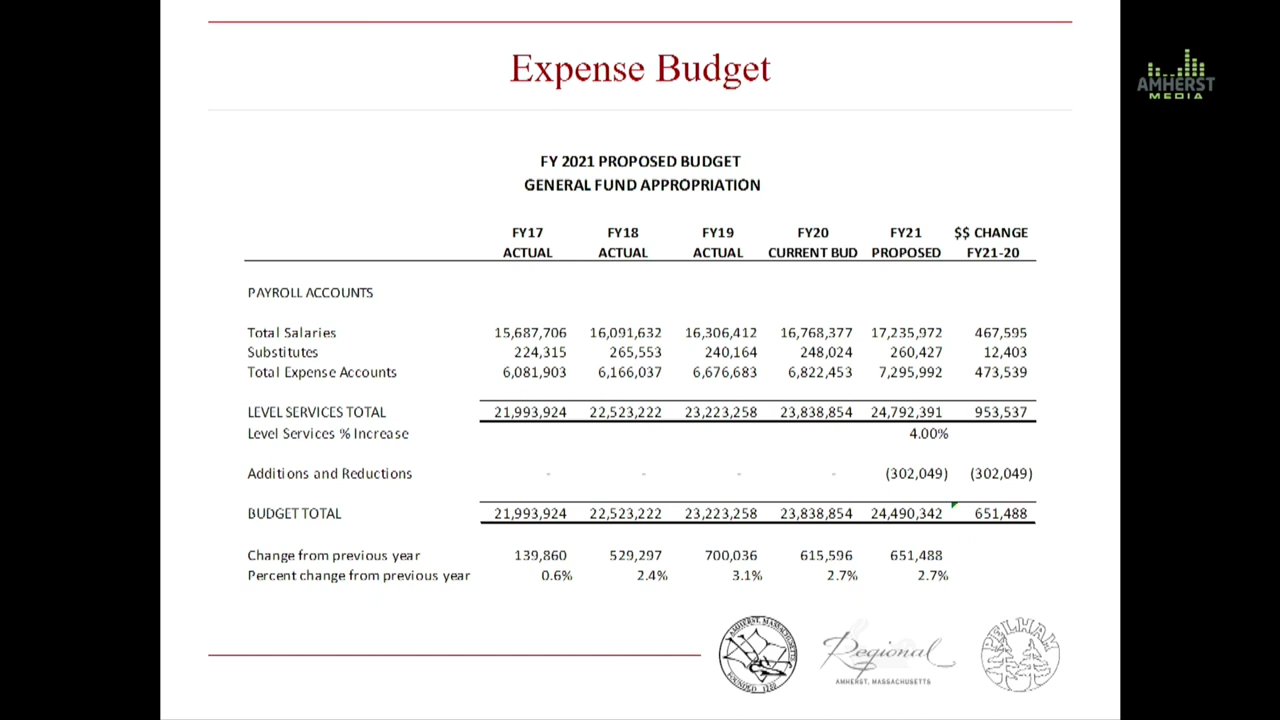 Expense Budget
AMHERST
MEDIA
FY 2021 PROPOSED BUDGET
GENERAL FUND APPROPRIATION
FY17 FY18 FY19 FY20 FY21 $$ CHANGE
ACTUAL ACTUAL ACTUAL CURRENT BUD PROPOSED FY21-20
PAYROLL ACCOUNTS
Total Salaries 15,687,706 16,091,632 16,306,412 16,768,377 17,235,972 467,595
Substitutes 224,315 265,553 240,164 248,024 260,427 12,403
Total Expense Accounts 6,081,903 6,166,037 6,676,683 6,822,453 7,295,992 473,539
LEVEL SERVICES TOTAL 21,993,924 22,523,222 23,223,258 23,838,854 24,792,391 953,537
Level Services % Increase 4.00%
Additions and Reductions - - - - (302,049) (302,049)
BUDGET TOTAL 21,993,924 22,523,222 23,223,258 23,838,854 24,490,342 651,488
Change from previous year 139,860 529,297 700,036 615,596 651,488
Percent change from previous year 0.6% 2.4% 3.1% 2.7% 2.7%
AMHERST, MASSACHUSETTS
Regional
AMHERST, MASSACHUSETTS
PELHAM